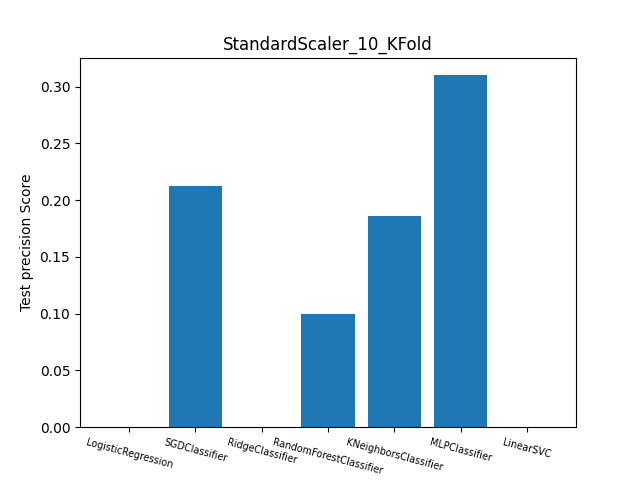 StandardScaler_10_KFold
Test precision Score
0.30
0.25
0.20
0.15
0.10
0.05
0.00
LogisticRegression
SGDClassifier
RidgeClassifier
RandomForestClassifier
KNeighborsClassifier
MLPClassifier
LinearSVC